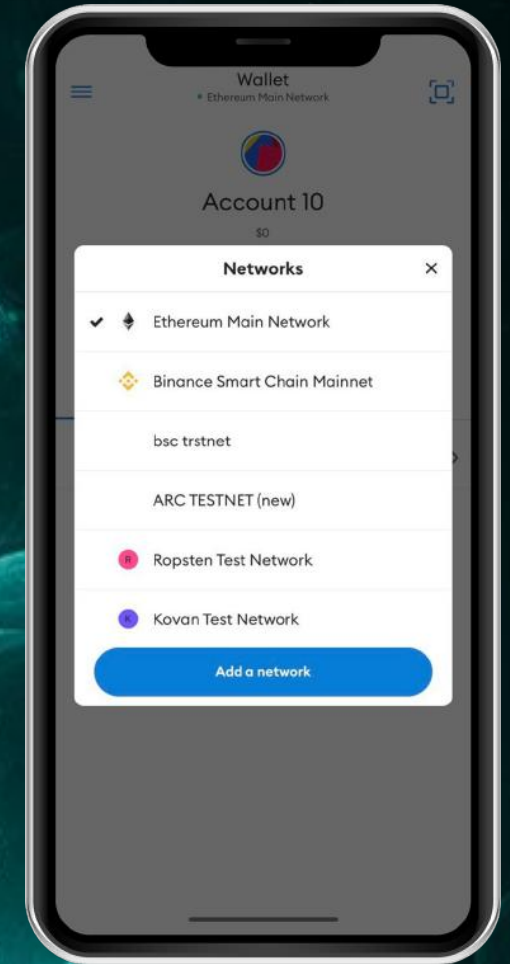 Wallet
Ethereum Main Network
Account 10
$0
Networks
Ethereum Main Network
Binance Smart Chain Mainnet
bsc trstnet
ARC TESTNET (new)
R
Ropsten Test Network
K
Kovan Test Network
Add a network